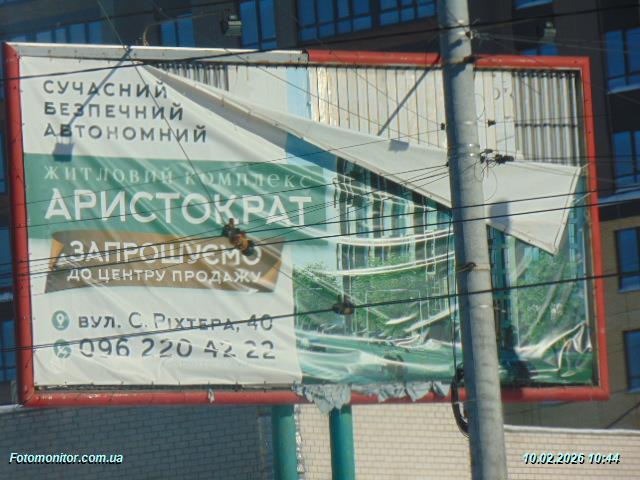 СУЧАСНИЙ
БЕЗПЕЧНИЙ
АВТОНОМНИЙ
ЖИТЛОВИЙ КОМПЛЕКС
АРИСТОКРАТ
ЗАПРОШУЄМО
ДО ЦЕНТРУ ПРОДАЖУ
ВУЛ. С. РІХТЕРА, 40
096 220 42 22
Fotomonitor.com.ua
10.02.2026 10:44